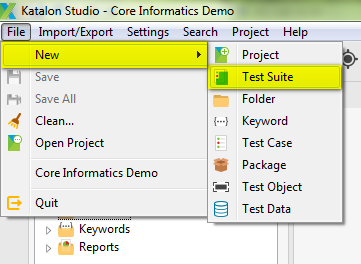 Katalon Studio - Core Informatics Demo
File Import/Export Settings Search Project Help
New
Save
Save All
Clean...
Open Project
Core Informatics Demo
Quit
Project
Test Suite
Folder
Keyword
Test Case
Package
Test Object
Test Data
Keywords
Reports